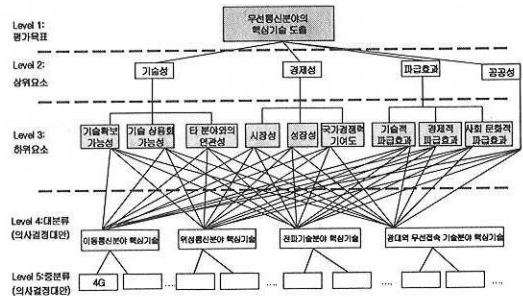 Level 1:
평가목표
무선통신분야의
핵심기술 도출
Level 2:
상위요소
기술성
경제성
파급효과
공공성
Level 3:
하위요소
기술확보
가능성
기술 상용화
가능성
타 분야와의
연관성
시장성
성장성
국가경쟁력
기여도
기술적
파급효과
경제적
파급효과
사회 문화적
파급효과
Level 4:대분류
(의사결정대안)
이동통신분야 핵심기술
위성통신분야 핵심기술
전파기술분야 핵심기술
광대역 무선접속 기술분야 핵심기술
Level 5:중분류
(의사결정대안)
4G
....
....
....
....